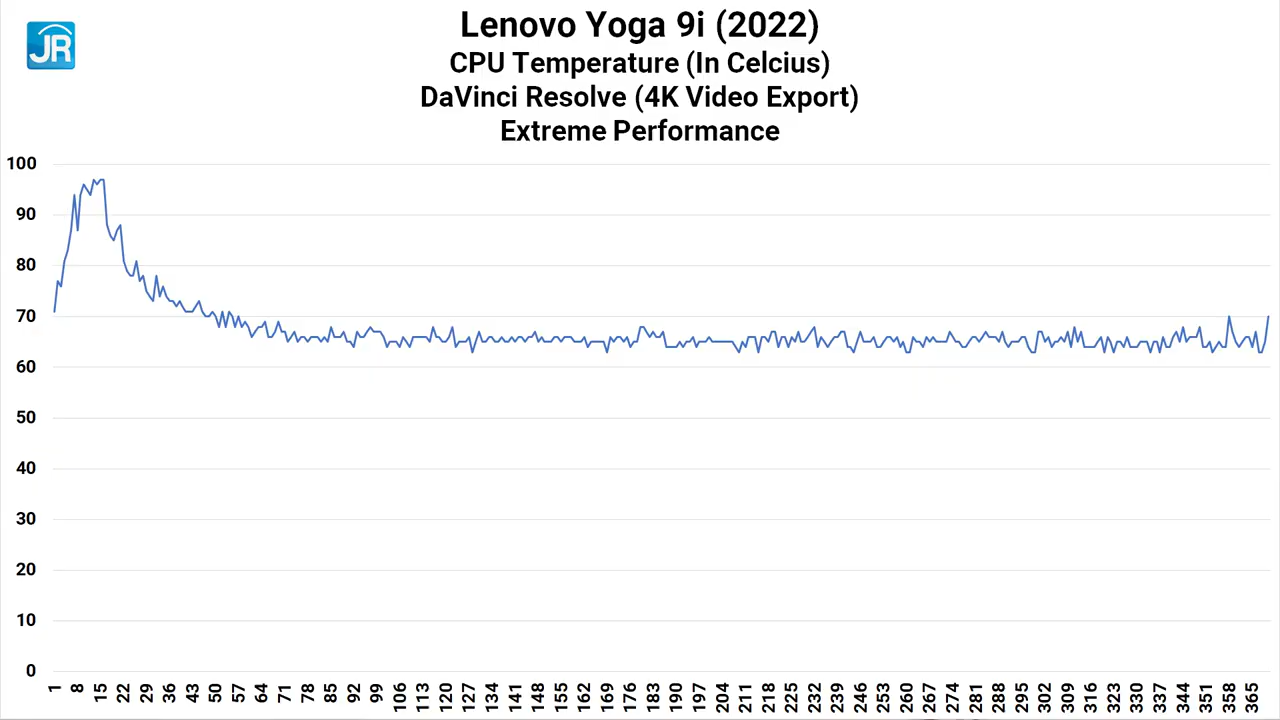 JR
Lenovo Yoga 9i (2022)
CPU Temperature (In Celcius)
DaVinci Resolve (4K Video Export)
Extreme Performance
100
90
80
70
60
50
40
30
20
10
0
1 8 15 22 29 36 43 50 57 64 71 78 85 92 99 106 113 120 127 134 141 148 155 162 169 176 183 190 197 204 211 218 225 232 239 246 253 260 267 274 281 288 295 302 309 316 323 330 337 344 351 358 365